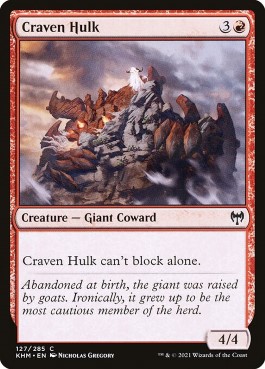 Craven Hulk 3
Creature — Giant Coward
Craven Hulk can't block alone.
Abandoned at birth, the giant was raised
by goats. Ironically, it grew up to be the
most cautious member of the herd.
4/4
127/285 C
KHM • EN Nicholas Gregory
™ & © 2021 Wizards of the Coast